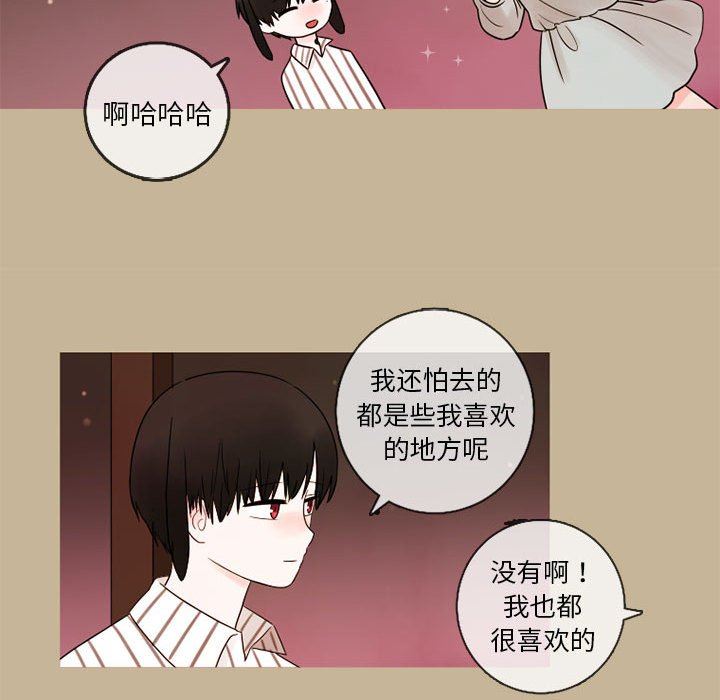 啊哈哈哈
我还怕去的
都是些我喜欢
的地方呢
没有啊！
我也都
很喜欢的